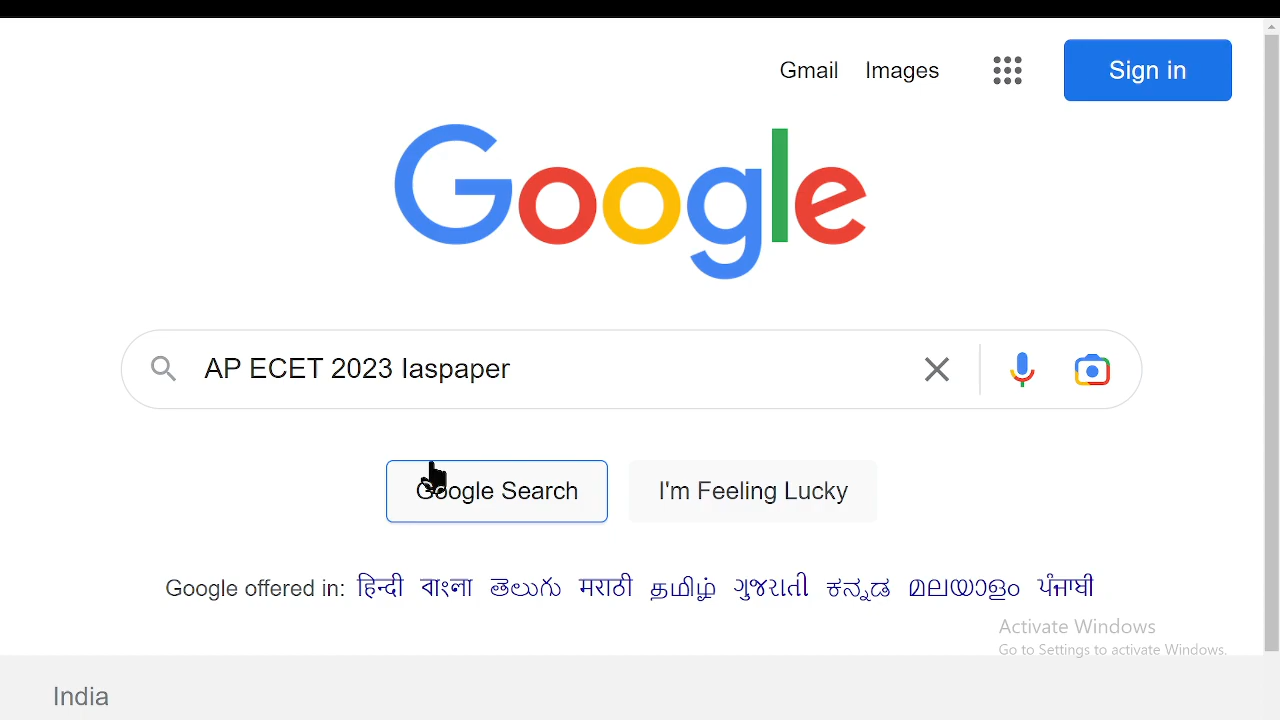 Gmail Images Sign in
Google
AP ECET 2023 Iaspaper
Google Search I'm Feeling Lucky
Google offered in: हिन्दी বাংলা తెలుగు मराठी தமிழ் ગુજરાતી ಕನ್ನಡ മലയാളം ਪੰਜਾਬੀ
Activate Windows
Go to Settings to activate Windows.
India